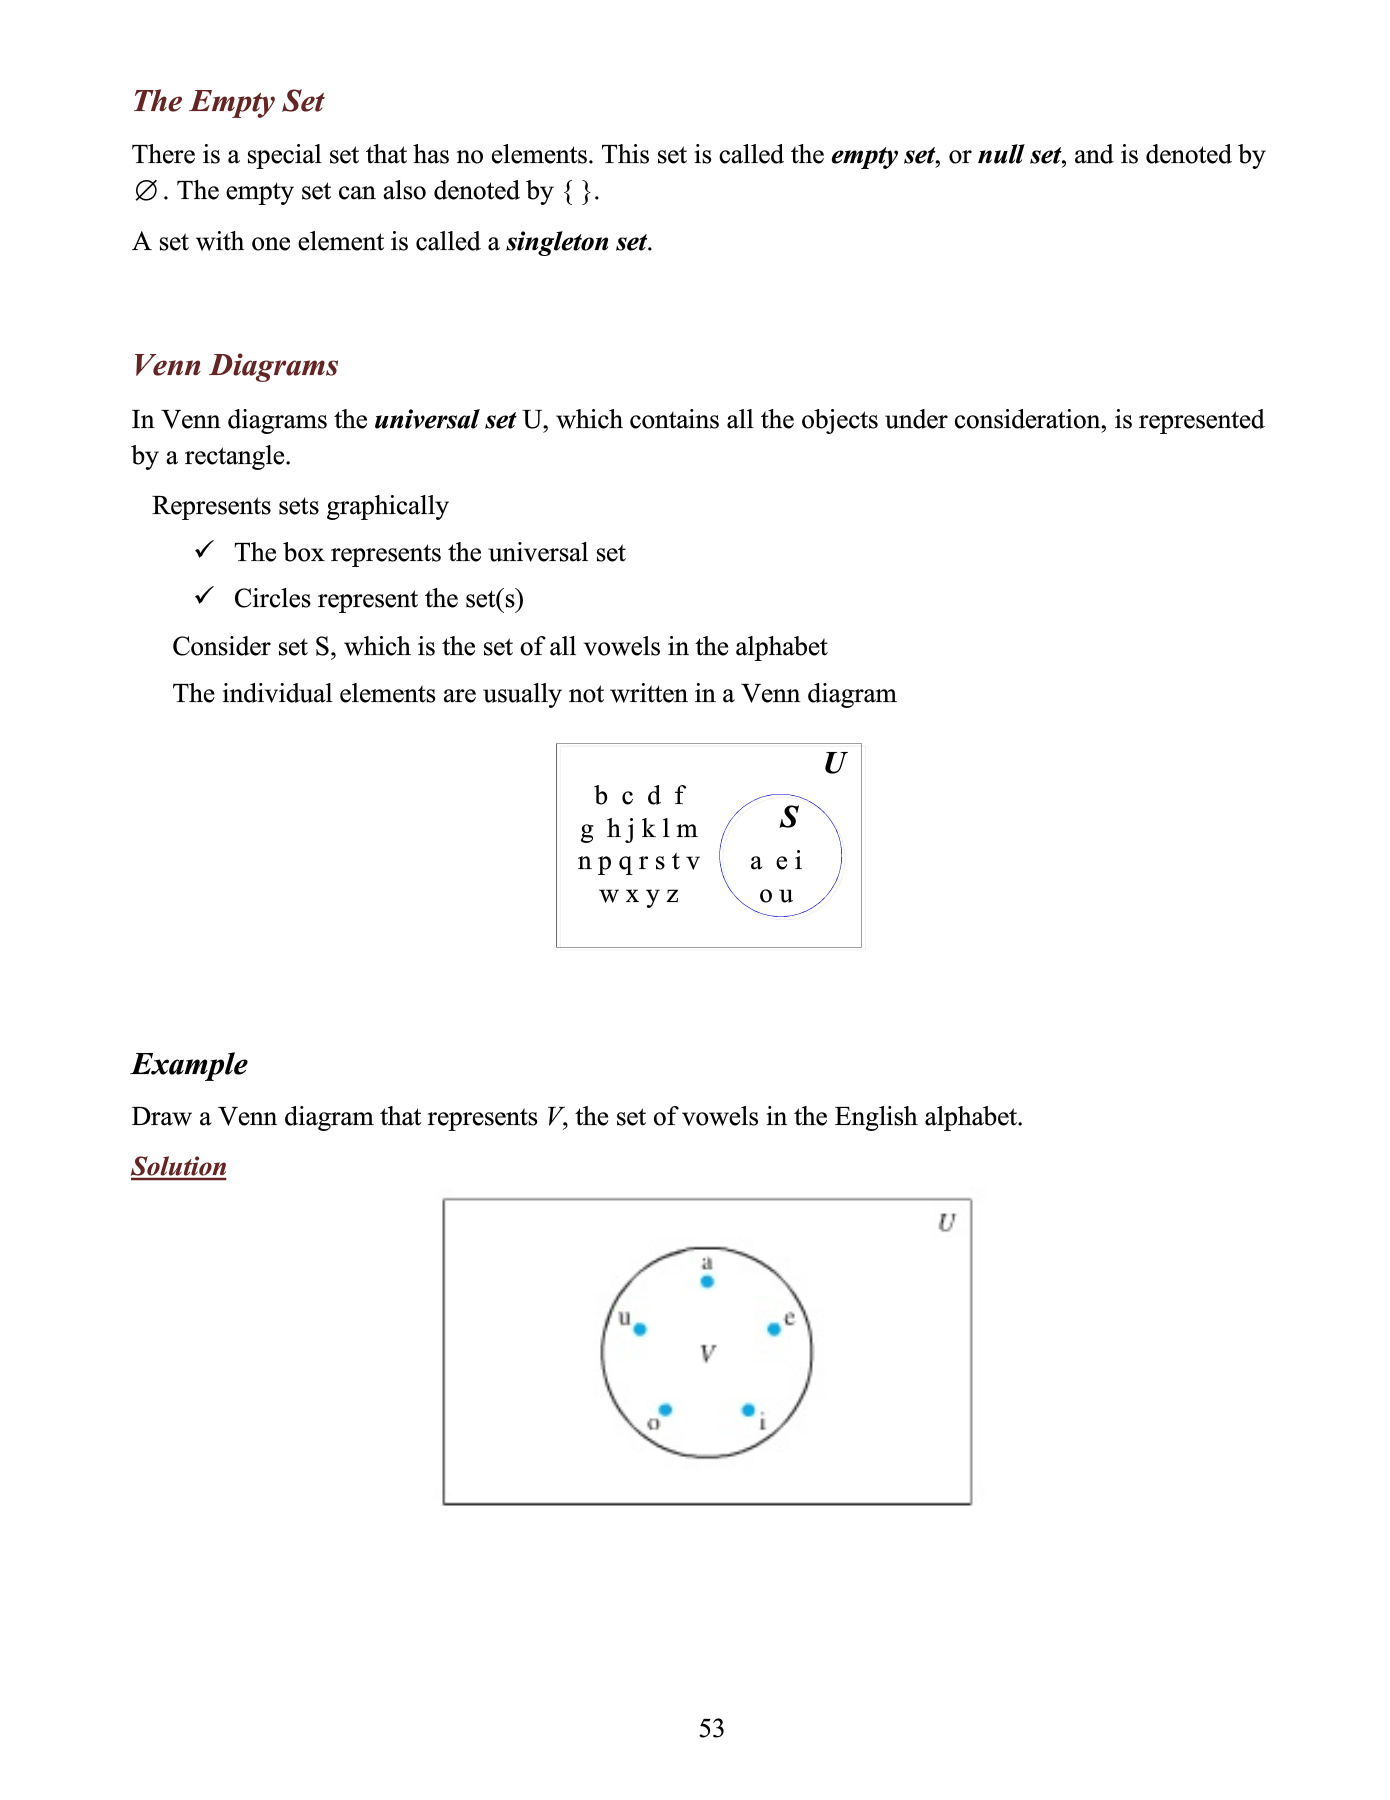 The Empty Set
There is a special set that has no elements. This set is called the empty set, or null set, and is denoted by
∅. The empty set can also denoted by { }.
A set with one element is called a singleton set.
Venn Diagrams
In Venn diagrams the universal set U, which contains all the objects under consideration, is represented
by a rectangle.
Represents sets graphically
✓ The box represents the universal set
✓ Circles represent the set(s)
Consider set S, which is the set of all vowels in the alphabet
The individual elements are usually not written in a Venn diagram
U
b c d f
g h j k l m
n p q r s t v
w x y z
S
a e i
o u
Example
Draw a Venn diagram that represents V, the set of vowels in the English alphabet.
Solution
U
a
u
e
V
o
i
53